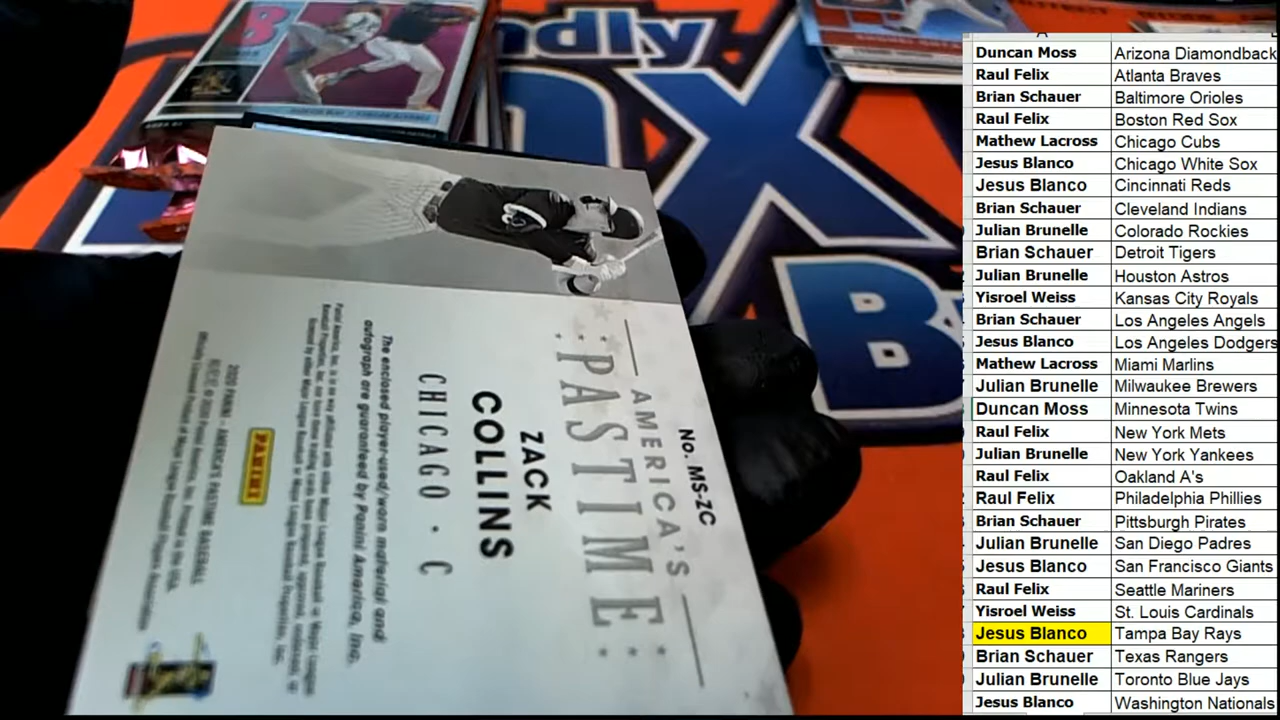 dly
OX
B
B
No. MS-ZC
AMERICA'S
PASTIME
ZACK
COLLINS
CHICAGO • C
The enclosed player-used/worn material and
autograph are guaranteed by Panini America, Inc.
2020 PANINI - AMERICA'S PASTIME BASEBALL
PANINI
Duncan Moss Arizona Diamondback
Raul Felix Atlanta Braves
Brian Schauer Baltimore Orioles
Raul Felix Boston Red Sox
Mathew Lacross Chicago Cubs
Jesus Blanco Chicago White Sox
Jesus Blanco Cincinnati Reds
Brian Schauer Cleveland Indians
Julian Brunelle Colorado Rockies
Brian Schauer Detroit Tigers
Julian Brunelle Houston Astros
Yisroel Weiss Kansas City Royals
Brian Schauer Los Angeles Angels
Jesus Blanco Los Angeles Dodgers
Mathew Lacross Miami Marlins
Julian Brunelle Milwaukee Brewers
Duncan Moss Minnesota Twins
Raul Felix New York Mets
Julian Brunelle New York Yankees
Raul Felix Oakland A's
Raul Felix Philadelphia Phillies
Brian Schauer Pittsburgh Pirates
Julian Brunelle San Diego Padres
Jesus Blanco San Francisco Giants
Raul Felix Seattle Mariners
Yisroel Weiss St. Louis Cardinals
Jesus Blanco Tampa Bay Rays
Brian Schauer Texas Rangers
Julian Brunelle Toronto Blue Jays
Jesus Blanco Washington Nationals